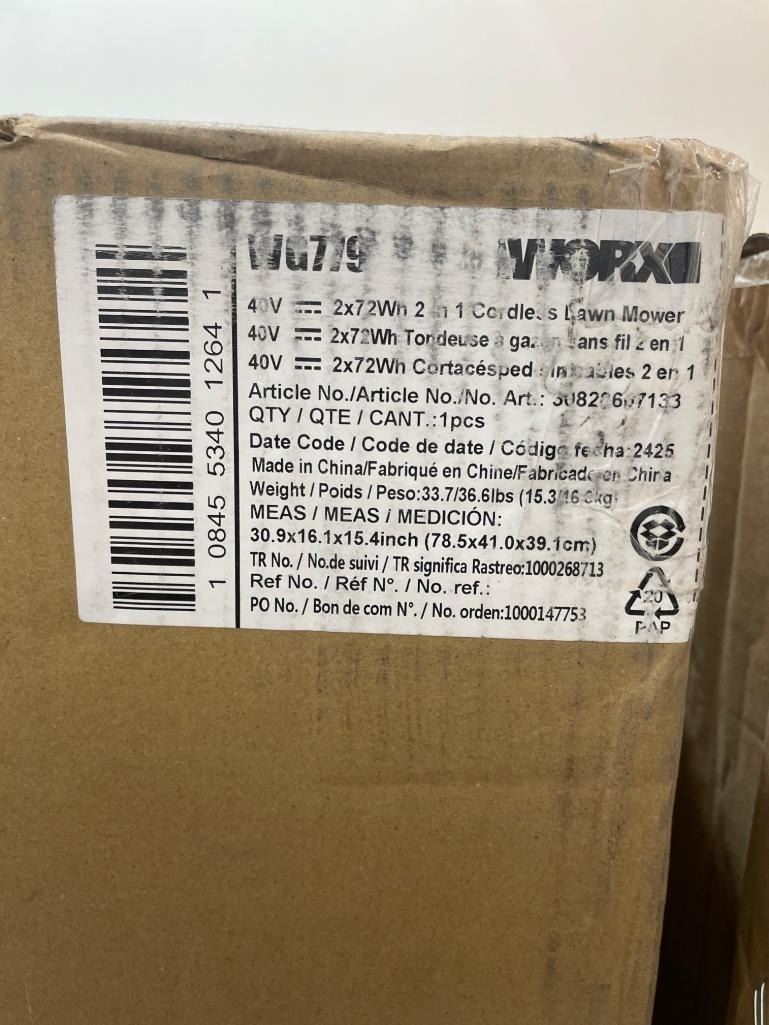 WG779 WORX
40V 2x72Wh 2 in 1 Cordless Lawn Mower
40V 2x72Wh Tondeuse à gazon sans fil 2 en 1
40V 2x72Wh Cortacésped 2 en 1
Article No./Article No./No. Art.:
QTY / QTE / CANT.:1pcs
Date Code / Code de date / Código fecha:2425
Made in China/Fabriqué en Chine/Fabricado en China
Weight / Poids / Peso:33.7/36.6lbs (15.3/16.6kg)
MEAS / MEAS / MEDICIÓN:
30.9x16.1x15.4inch (78.5x41.0x39.1cm)
TR No. / No.de suivi / TR significa Rastreo:1000268713
Ref No. / Réf N°. / No. ref.:
PO No. / Bon de com N°. / No. orden:1000147753
1 0845 5340 1264 1
20
PAP